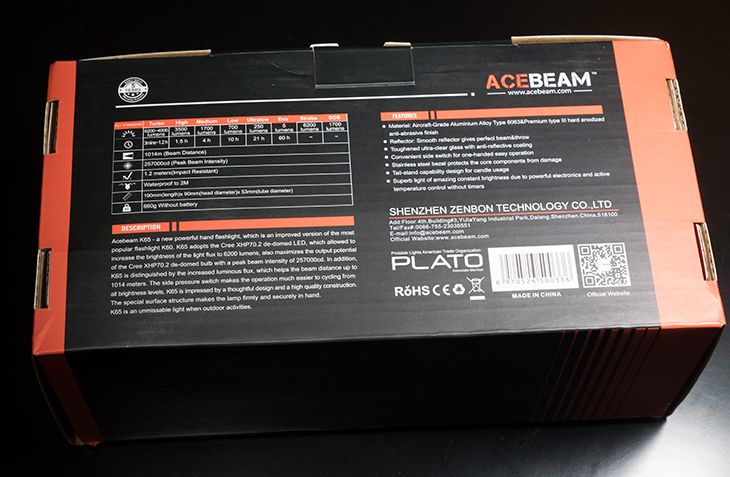 YEARS
ACEBEAM™
www.acebeam.com
ANSI STANDARD Turbo High Medium Low Ultralow Eco Strobe SOS
6200-4000 lumens 3500 lumens 1700 lumens 700 lumens 250 lumens 5 lumens 6200 lumens 1700 lumens
3mins-1.2h 1.5 h 4 h 10 h 21 h 60 h – –
1014m (Beam Distance)
257000cd (Peak Beam Intensity)
1.2 meters(Impact Resistant)
Waterproof to 2M
190mm(length)x 90mm(head diameter)x 53mm(tube diameter)
660g Without battery
DESCRIPTION
Acebeam K65 - a new powerful hand flashlight, which is an improved version of the most
popular flashlight K60. K65 adopts the Cree XHP70.2 de-domed LED, which allowed to
increase the brightness of the light flux to 6200 lumens, also maximizes the output potential
of the Cree XHP70.2 de-domed bulb with a peak beam intensity of 257000cd. In addition,
K65 is distinguished by the increased luminous flux, which helps the beam distance up to
1014 meters. The side pressure switch makes the operation much easier to cycling from
all brightness levels. K65 is impressed by a thoughtful design and a high quality construction.
The special surface structure makes the lamp firmly and securely in hand.
K65 is an unmissable light when outdoor activities.
FEATURES
● Material: Aircraft-Grade Aluminium Alloy Type 6063&Premium type III hard anodized
anti-abrasive finish
● Reflector: Smooth reflector gives perfect beam&throw
● Toughened ultra-clear glass with anti-reflective coating
● Convenient side switch for one-handed easy operation
● Stainless steel bezel protects the core components from damage
● Tail-stand capability design for candle usage
● Superb light of amazing constant brightness due to powerful electronics and active
temperature control without timers
SHENZHEN ZENBON TECHNOLOGY CO.,LTD
Add:Floor 4th,Building#3,YiJiaYang Industrial Park,Dalang,Shenzhen,China,518100
Tel/Fax#:0086-755-23036551
E-mail:info@acebeam.com
Official Website:www.acebeam.com
Portable Lights American Trade Organization
PLATO
Associate Member
RoHS CE
6 970526 500336
MADE IN CHINA
Official Website